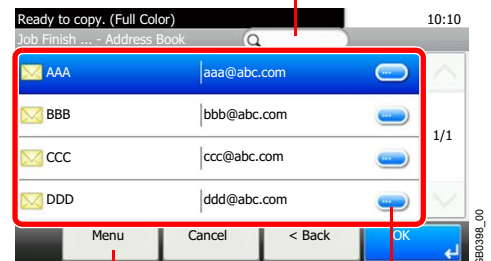 Ready to copy. (Full Color) 10:10
Job Finish ... - Address Book
AAA aaa@abc.com
BBB bbb@abc.com
1/1
CCC ccc@abc.com
DDD ddd@abc.com
Menu Cancel < Back OK